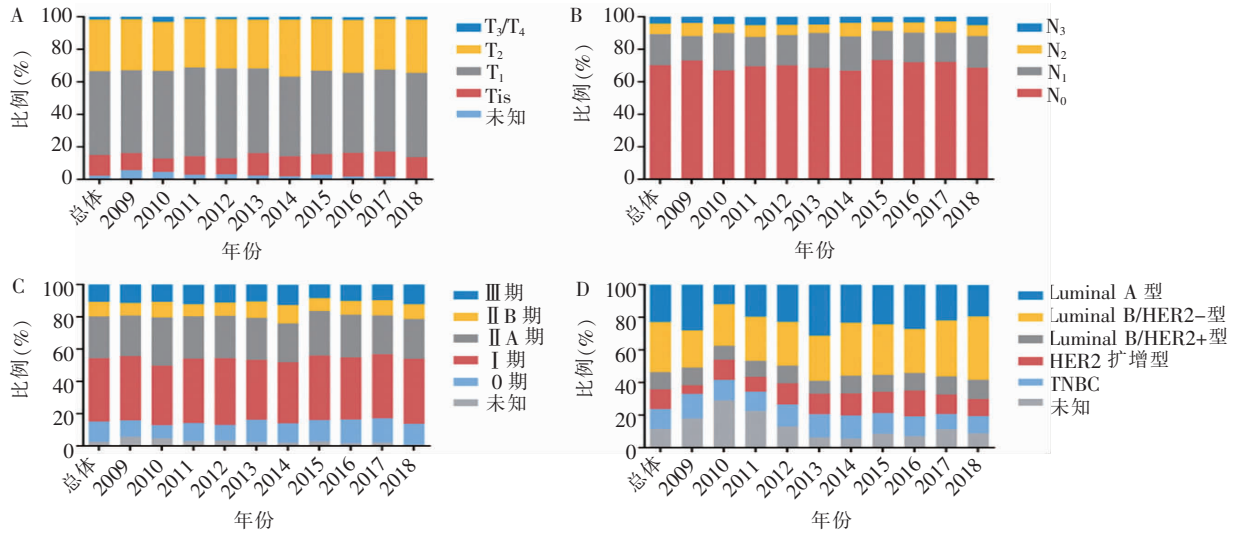 A
比例(%)
100
80
60
40
20
0
总体
2009
2010
2011
2012
2013
2014
2015
2016
2017
2018
年份
T3/T4
T2
T1
Tis
未知
B
比例(%)
100
80
60
40
20
0
总体
2009
2010
2011
2012
2013
2014
2015
2016
2017
2018
年份
N3
N2
N1
N0
C
比例(%)
100
80
60
40
20
0
总体
2009
2010
2011
2012
2013
2014
2015
2016
2017
2018
年份
Ⅲ期
ⅡB期
ⅡA期
Ⅰ期
0期
未知
D
比例(%)
100
80
60
40
20
0
总体
2009
2010
2011
2012
2013
2014
2015
2016
2017
2018
年份
Luminal A 型
Luminal B/HER2-型
Luminal B/HER2+型
HER2 扩增型
TNBC
未知